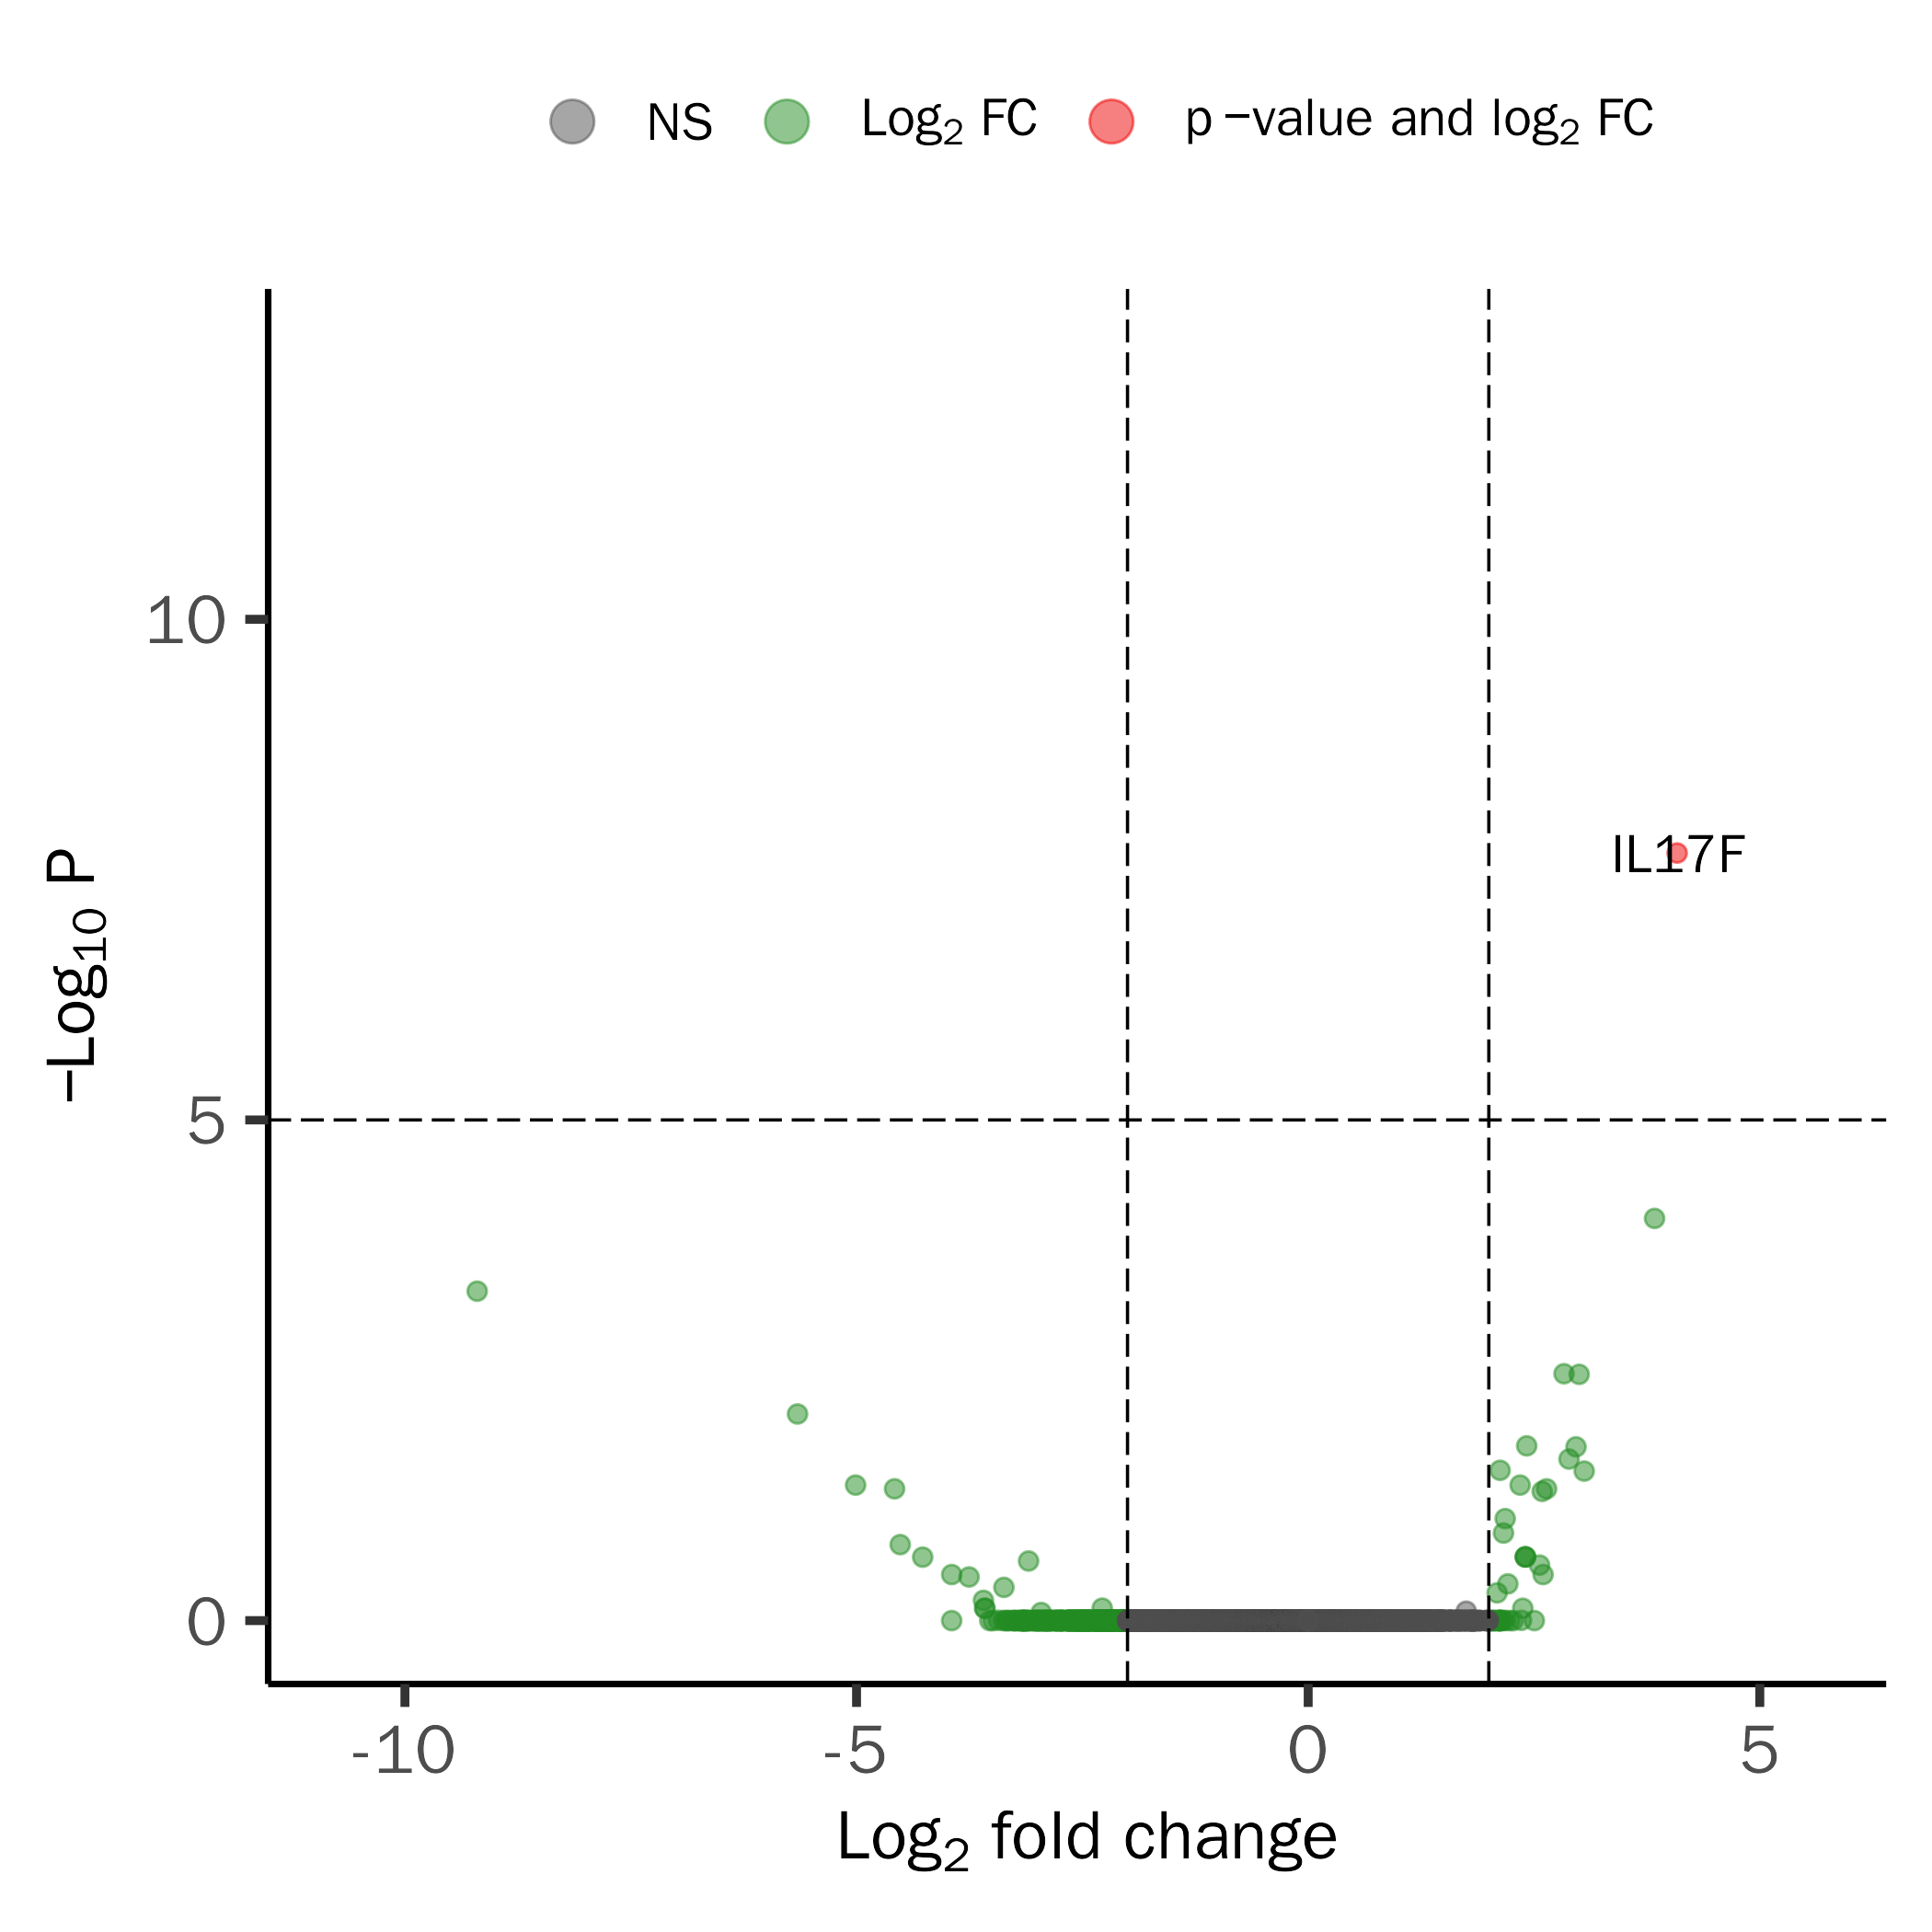 NS Log₂ FC p −value and log₂ FC
10
5
0
−Log₁₀ P
IL17F
-10 -5 0 5
Log₂ fold change